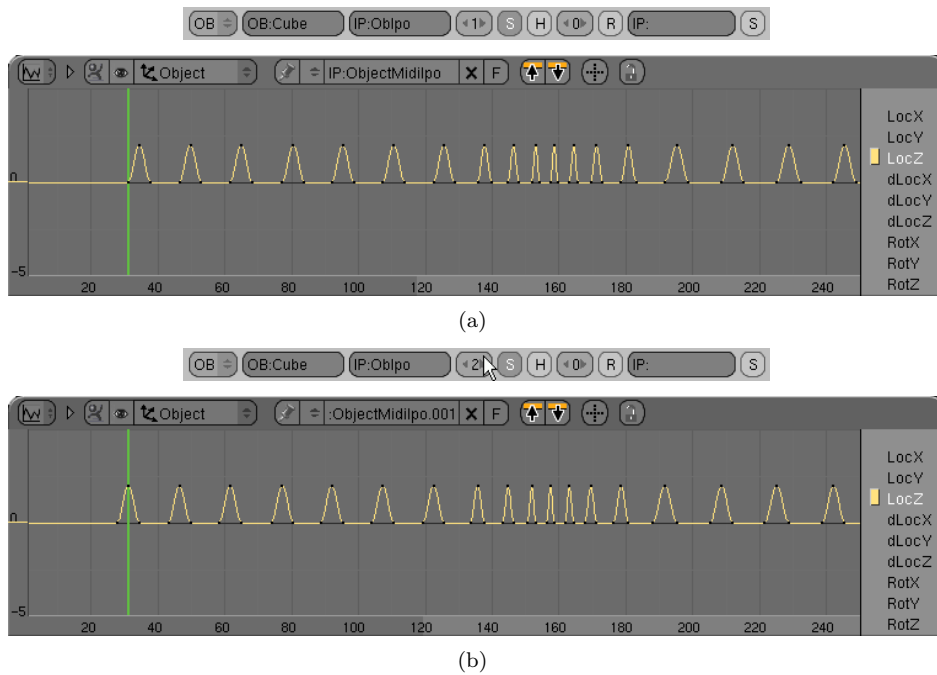 OB OB:Cube IP:ObIpo 1 S H 0 R IP: S
Object IP:ObjectMidiIpo X F
LocX
LocY
0 LocZ
dLocX
dLocY
dLocZ
RotX
-5 RotY
20 40 60 80 100 120 140 160 180 200 220 240 RotZ
(a)
OB OB:Cube IP:ObIpo 2 S H 0 R IP: S
Object :ObjectMidiIpo.001 X F
LocX
LocY
0 LocZ
dLocX
dLocY
dLocZ
RotX
-5 RotY
20 40 60 80 100 120 140 160 180 200 220 240 RotZ
(b)